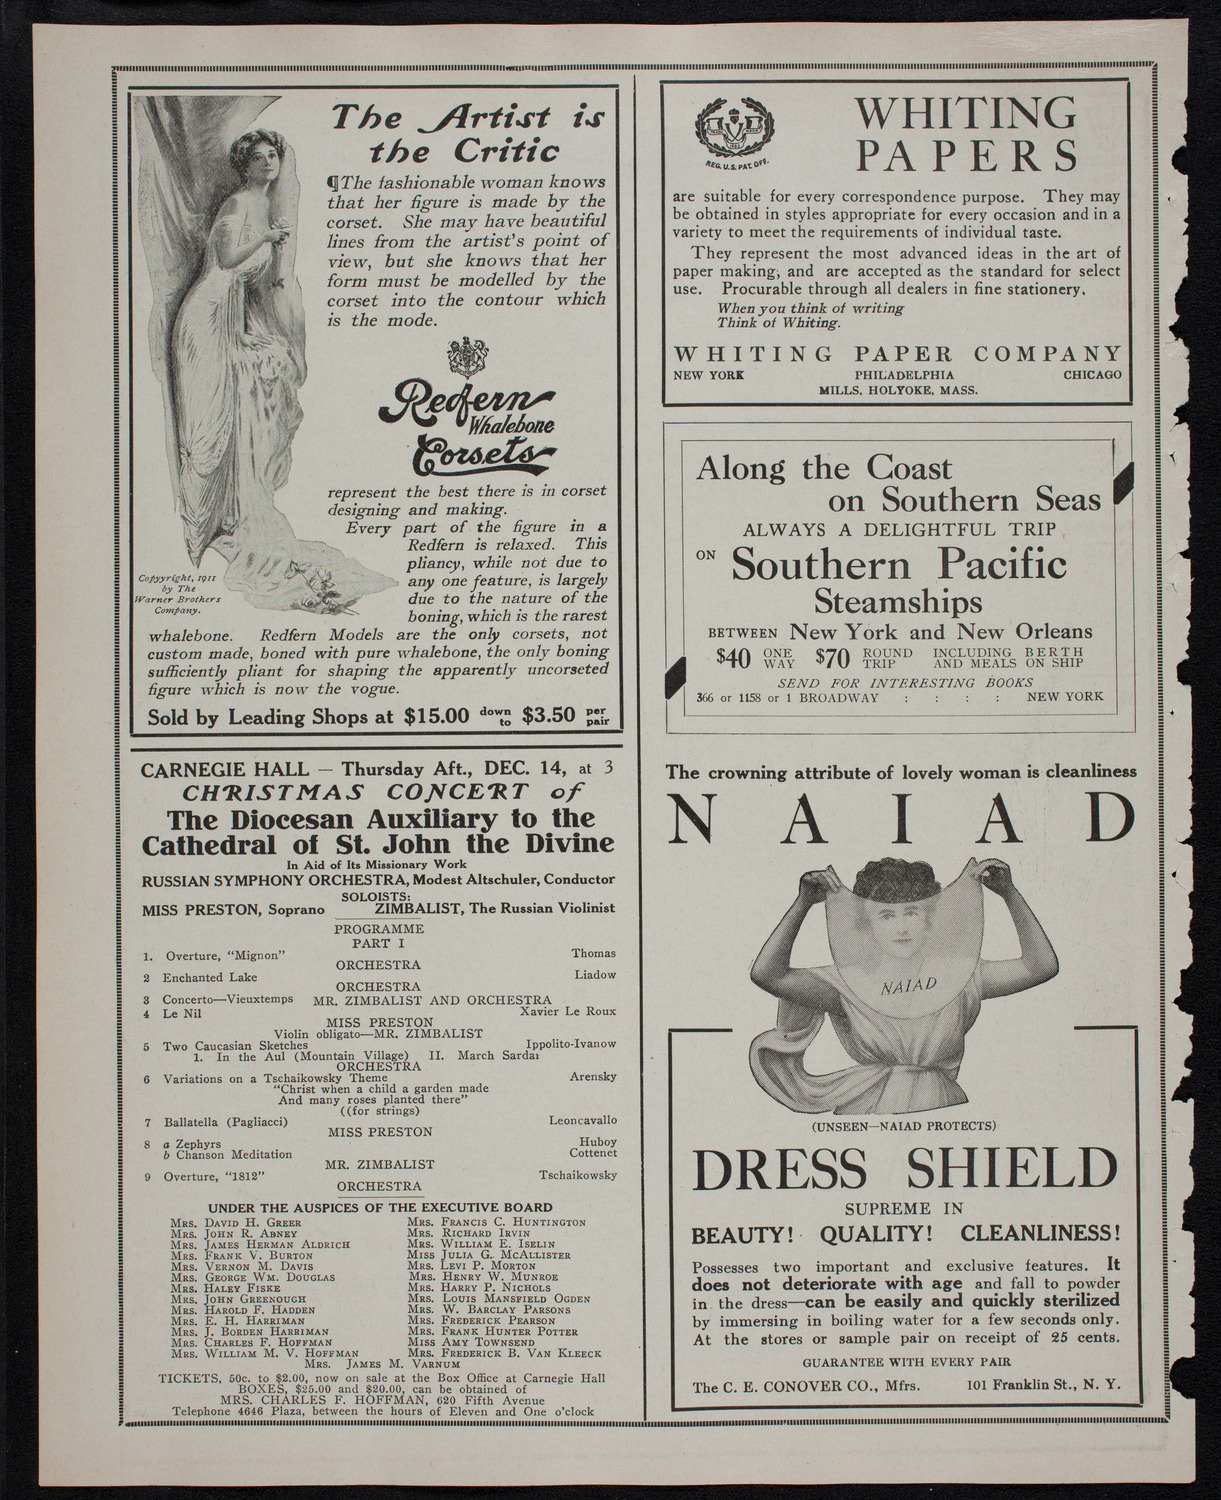 The Artist is
the Critic
¶The fashionable woman knows
that her figure is made by the
corset. She may have beautiful
lines from the artist's point of
view, but she knows that her
form must be modelled by the
corset into the contour which
is the mode.
Redfern
Whalebone
Corsets
represent the best there is in corset
designing and making.
Every part of the figure in a
Redfern is relaxed. This
pliancy, while not due to
any one feature, is largely
due to the nature of the
boning, which is the rarest
whalebone. Redfern Models are the only corsets, not
custom made, boned with pure whalebone, the only boning
sufficiently pliant for shaping the apparently uncorseted
figure which is now the vogue.
Copyyright, 1911
by The
Warner Brothers
Company.
Sold by Leading Shops at $15.00 down to $3.50 per pair
CARNEGIE HALL — Thursday Aft., DEC. 14, at 3
CHRISTMAS CONCERT of
The Diocesan Auxiliary to the
Cathedral of St. John the Divine
In Aid of Its Missionary Work
RUSSIAN SYMPHONY ORCHESTRA, Modest Altschuler, Conductor
SOLOISTS:
MISS PRESTON, Soprano ZIMBALIST, The Russian Violinist
PROGRAMME
PART I
1. Overture, "Mignon" Thomas
ORCHESTRA
2 Enchanted Lake Liadow
ORCHESTRA
3 Concerto—Vieuxtemps MR. ZIMBALIST AND ORCHESTRA
4 Le Nil Xavier Le Roux
MISS PRESTON
Violin obligato—MR. ZIMBALIST
5 Two Caucasian Sketches Ippolito-Ivanow
1. In the Aul (Mountain Village) II. March Sardar
ORCHESTRA
6 Variations on a Tschaikowsky Theme Arensky
"Christ when a child a garden made
And many roses planted there"
((for strings)
7 Ballatella (Pagliacci) Leoncavallo
MISS PRESTON
8 a Zephyrs Huboy
b Chanson Meditation Cottenet
MR. ZIMBALIST
9 Overture, "1812" Tschaikowsky
ORCHESTRA
UNDER THE AUSPICES OF THE EXECUTIVE BOARD
MRS. DAVID H. GREER MRS. FRANCIS C. HUNTINGTON
MRS. JOHN R. ABNEY MRS. RICHARD IRVIN
MRS. JAMES HERMAN ALDRICH MRS. WILLIAM E. ISELIN
MRS. FRANK V. BURTON MISS JULIA G. MCALLISTER
MRS. VERNON M. DAVIS MRS. LEVI P. MORTON
MRS. GEORGE WM. DOUGLAS MRS. HENRY W. MUNROE
MRS. HALEY FISKE MRS. HARRY P. NICHOLS
MRS. JOHN GREENOUGH MRS. LOUIS MANSFIELD OGDEN
MRS. HAROLD F. HADDEN MRS. W. BARCLAY PARSONS
MRS. E. H. HARRIMAN MRS. FREDERICK PEARSON
MRS. J. BORDEN HARRIMAN MRS. FRANK HUNTER POTTER
MRS. CHARLES F. HOFFMAN MISS AMY TOWNSEND
MRS. WILLIAM M. V. HOFFMAN MRS. FREDERICK B. VAN KLEECK
MRS. JAMES M. VARNUM
TICKETS, 50c. to $2.00, now on sale at the Box Office at Carnegie Hall
BOXES, $25.00 and $20.00, can be obtained of
MRS. CHARLES F. HOFFMAN, 620 Fifth Avenue
Telephone 4646 Plaza, between the hours of Eleven and One o'clock
REG. U.S. PAT. OFF.
WHITING
PAPERS
are suitable for every correspondence purpose. They may
be obtained in styles appropriate for every occasion and in a
variety to meet the requirements of individual taste.
They represent the most advanced ideas in the art of
paper making, and are accepted as the standard for select
use. Procurable through all dealers in fine stationery.
When you think of writing
Think of Whiting.
WHITING PAPER COMPANY
NEW YORK PHILADELPHIA CHICAGO
MILLS, HOLYOKE, MASS.
Along the Coast
on Southern Seas
ALWAYS A DELIGHTFUL TRIP
ON Southern Pacific
Steamships
BETWEEN New York and New Orleans
$40 ONE WAY $70 ROUND TRIP INCLUDING BERTH AND MEALS ON SHIP
SEND FOR INTERESTING BOOKS
366 or 1158 or 1 BROADWAY : : : : NEW YORK
The crowning attribute of lovely woman is cleanliness
NAIAD
NAIAD
(UNSEEN—NAIAD PROTECTS)
DRESS SHIELD
SUPREME IN
BEAUTY! QUALITY! CLEANLINESS!
Possesses two important and exclusive features. It
does not deteriorate with age and fall to powder
in the dress—can be easily and quickly sterilized
by immersing in boiling water for a few seconds only.
At the stores or sample pair on receipt of 25 cents.
GUARANTEE WITH EVERY PAIR
The C. E. CONOVER CO., Mfrs. 101 Franklin St., N. Y.